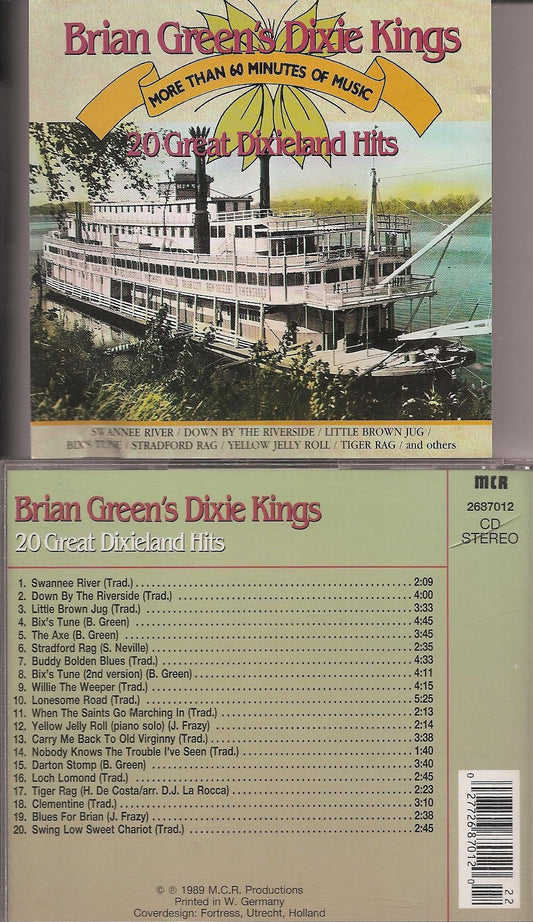 Brian Green's Dixie Kings
MORE THAN 60 MINUTES OF MUSIC
20 Great Dixieland Hits
SWANNEE RIVER / DOWN BY THE RIVERSIDE / LITTLE BROWN JUG /
BIX'S TUNE / STRADFORD RAG / YELLOW JELLY ROLL / TIGER RAG / and others
MCR
2687012
CD
STEREO
Brian Green's Dixie Kings
20 Great Dixieland Hits
1. Swannee River (Trad.) 2:09
2. Down By The Riverside (Trad.) 4:00
3. Little Brown Jug (Trad.) 3:33
4. Bix's Tune (B. Green) 4:45
5. The Axe (B. Green) 3:45
6. Stradford Rag (S. Neville) 2:35
7. Buddy Bolden Blues (Trad.) 4:33
8. Bix's Tune (2nd version) (B. Green) 4:11
9. Willie The Weeper (Trad.) 4:15
10. Lonesome Road (Trad.) 5:25
11. When The Saints Go Marching In (Trad.) 2:13
12. Yellow Jelly Roll (piano solo) (J. Frazy) 2:14
13. Carry Me Back To Old Virginny (Trad.) 3:38
14. Nobody Knows The Trouble I've Seen (Trad.) 1:40
15. Darton Stomp (B. Green) 3:40
16. Loch Lomond (Trad.) 2:45
17. Tiger Rag (H. De Costa/arr. D.J. La Rocca) 2:23
18. Clementine (Trad.) 3:10
19. Blues For Brian (J. Frazy) 2:38
20. Swing Low Sweet Chariot (Trad.) 2:45
0 27726 87012 0
22
© ℗ 1989 M.C.R. Productions
Printed in W. Germany
Coverdesign: Fortress, Utrecht, Holland